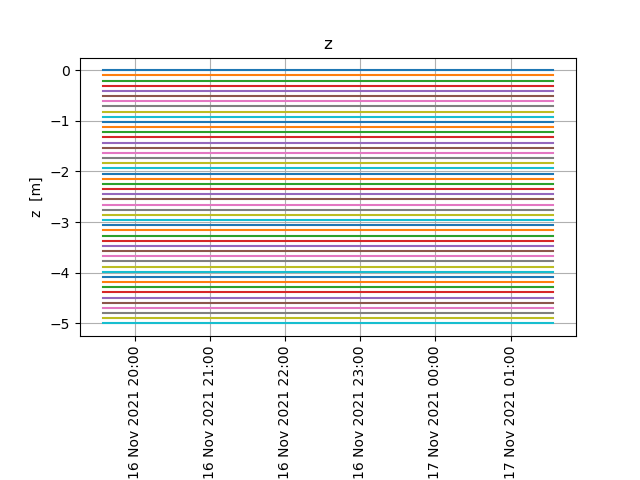 z
0
−1
−2
−3
−4
−5
z [m]
16 Nov 2021 20:00
16 Nov 2021 21:00
16 Nov 2021 22:00
16 Nov 2021 23:00
17 Nov 2021 00:00
17 Nov 2021 01:00